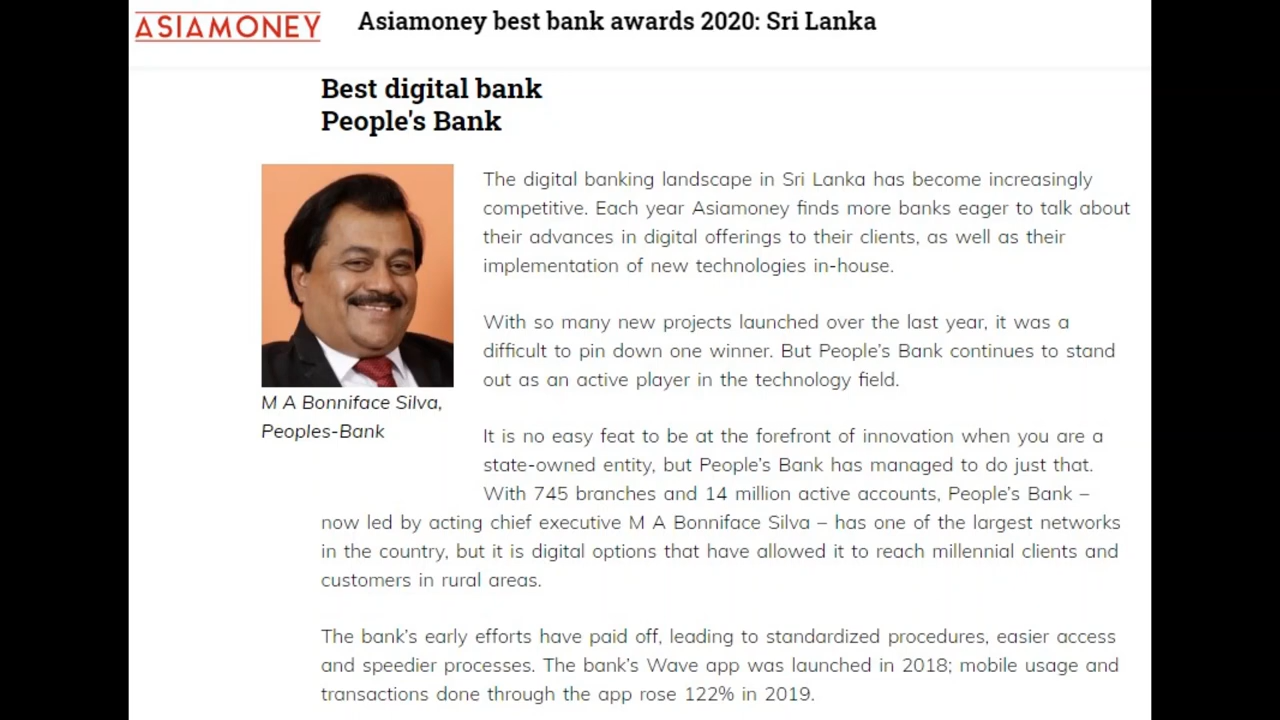 ASIAMONEY
Asiamoney best bank awards 2020: Sri Lanka
Best digital bank
People's Bank
M A Bonniface Silva,
Peoples-Bank
The digital banking landscape in Sri Lanka has become increasingly
competitive. Each year Asiamoney finds more banks eager to talk about
their advances in digital offerings to their clients, as well as their
implementation of new technologies in-house.
With so many new projects launched over the last year, it was a
difficult to pin down one winner. But People’s Bank continues to stand
out as an active player in the technology field.
It is no easy feat to be at the forefront of innovation when you are a
state-owned entity, but People’s Bank has managed to do just that.
With 745 branches and 14 million active accounts, People’s Bank –
now led by acting chief executive M A Bonniface Silva – has one of the largest networks
in the country, but it is digital options that have allowed it to reach millennial clients and
customers in rural areas.
The bank’s early efforts have paid off, leading to standardized procedures, easier access
and speedier processes. The bank’s Wave app was launched in 2018; mobile usage and
transactions done through the app rose 122% in 2019.